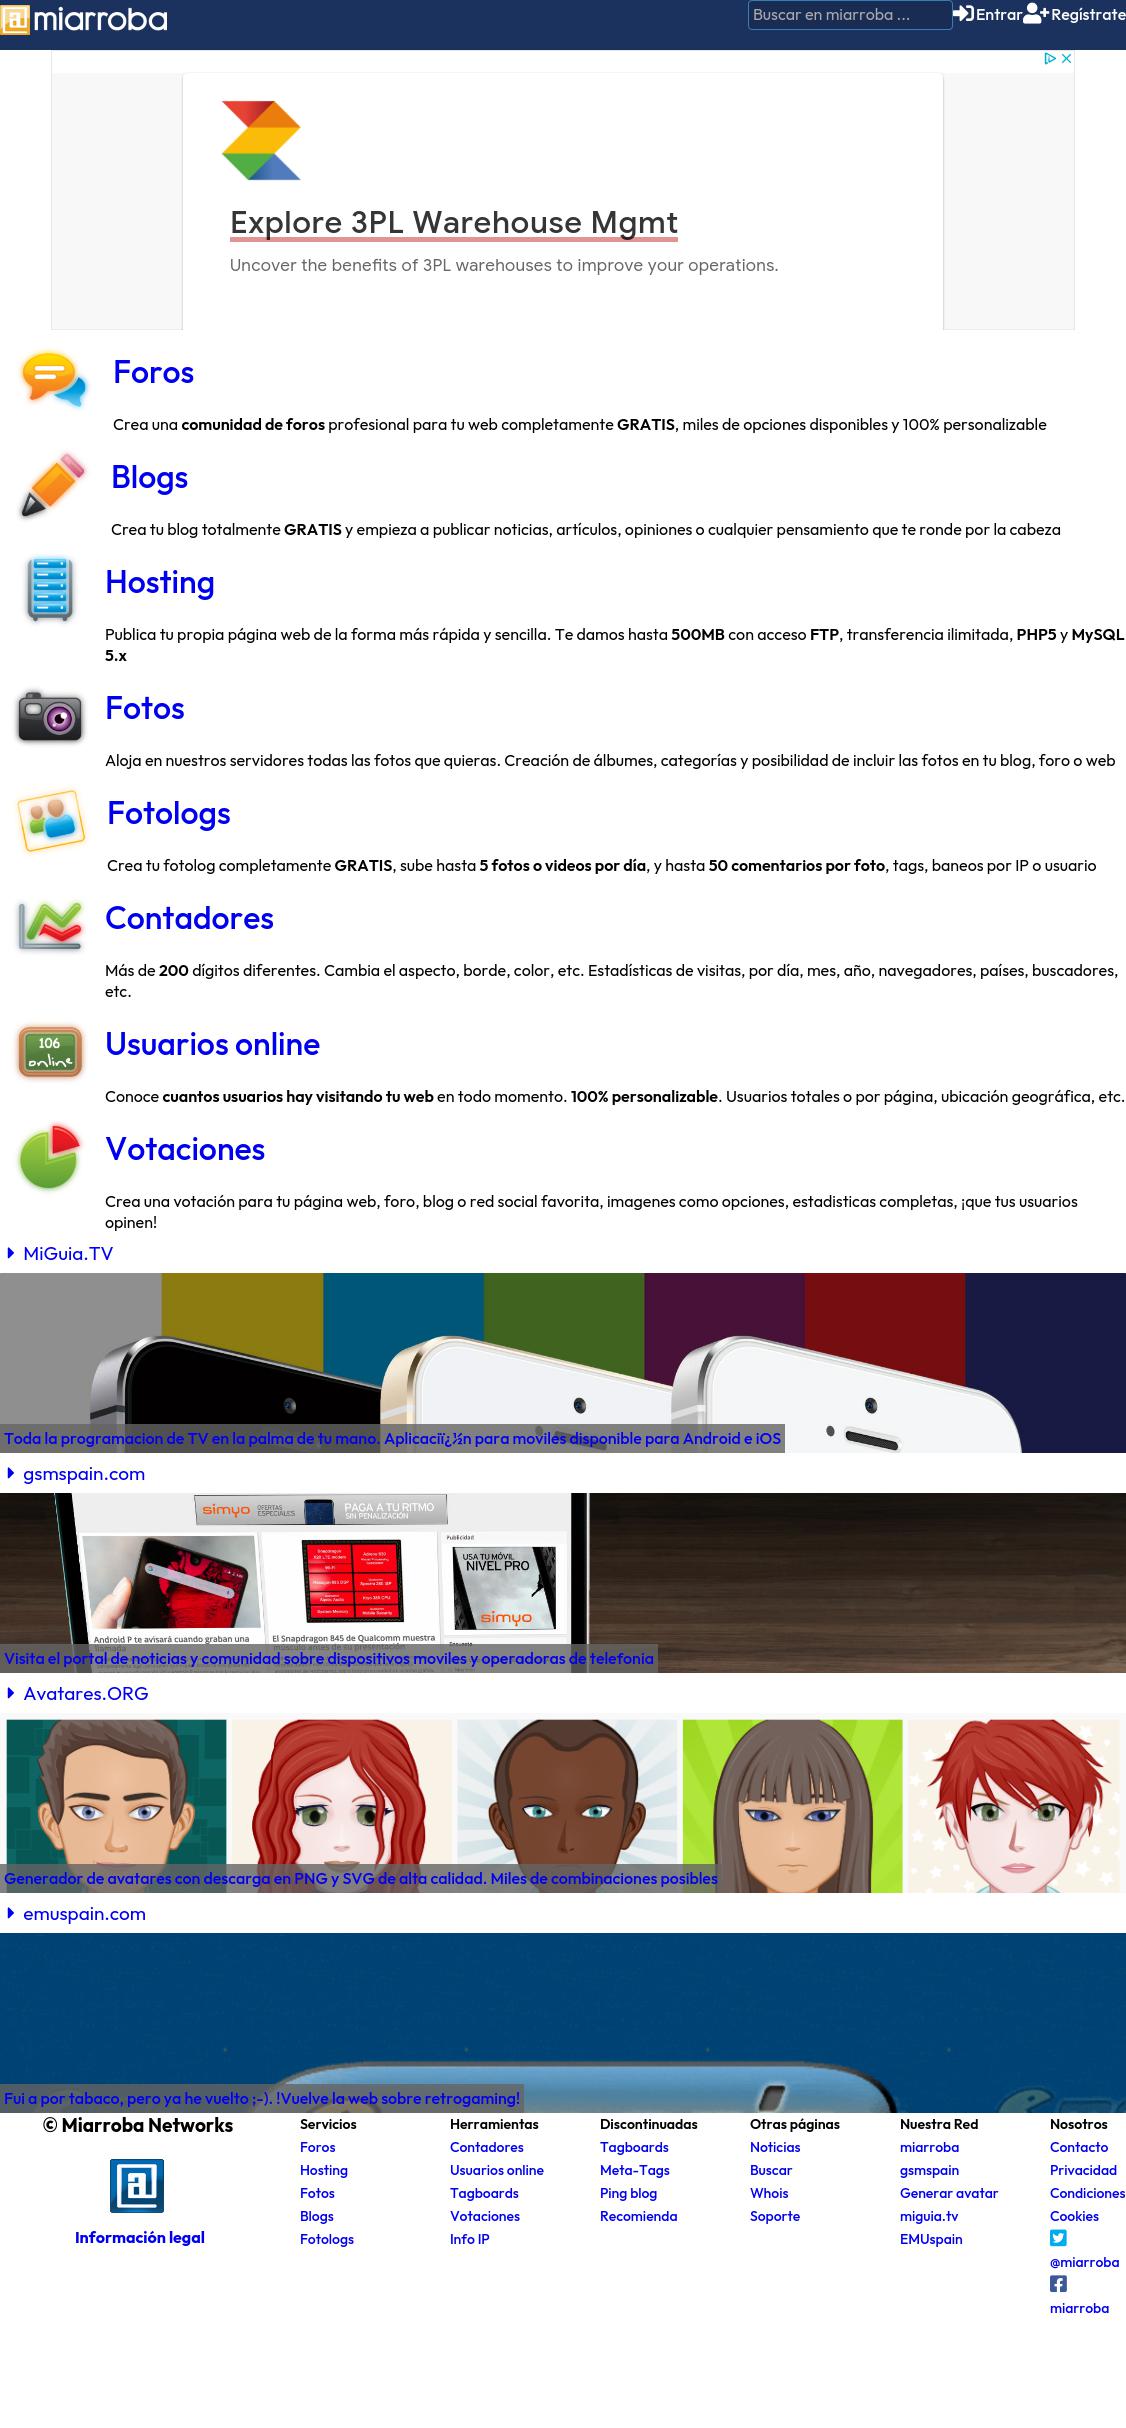 @miarroba
Buscar en miarroba ...
Entrar
Regístrate
Explore 3PL Warehouse Mgmt
Uncover the benefits of 3PL warehouses to improve your operations.
Foros
Crea una comunidad de foros profesional para tu web completamente GRATIS, miles de opciones disponibles y 100% personalizable
Blogs
Crea tu blog totalmente GRATIS y empieza a publicar noticias, artículos, opiniones o cualquier pensamiento que te ronde por la cabeza
Hosting
Publica tu propia página web de la forma más rápida y sencilla. Te damos hasta 500MB con acceso FTP, transferencia ilimitada, PHP5 y MySQL
5.x
Fotos
Aloja en nuestros servidores todas las fotos que quieras. Creación de álbumes, categorías y posibilidad de incluir las fotos en tu blog, foro o web
Fotologs
Crea tu fotolog completamente GRATIS, sube hasta 5 fotos o videos por día, y hasta 50 comentarios por foto, tags, baneos por IP o usuario
Contadores
Más de 200 dígitos diferentes. Cambia el aspecto, borde, color, etc. Estadísticas de visitas, por día, mes, año, navegadores, países, buscadores,
etc.
106
online
Usuarios online
Conoce cuantos usuarios hay visitando tu web en todo momento. 100% personalizable. Usuarios totales o por página, ubicación geográfica, etc.
Votaciones
Crea una votación para tu página web, foro, blog o red social favorita, imagenes como opciones, estadisticas completas, ¡que tus usuarios
opinen!
MiGuia.TV
Toda la programacion de TV en la palma de tu mano. Aplicaciï¿½n para moviles disponible para Android e iOS
gsmspain.com
simyo
OFERTAS
ESPECIALES
PAGA A TU RITMO
SIN PENALIZACIÓN
Publicidad
USA TU MÓVIL
NIVEL PRO
simyo
Android P te avisará cuando graban una
El Snapdragon 845 de Qualcomm muestra
Visita el portal de noticias y comunidad sobre dispositivos moviles y operadoras de telefonía
Avatares.ORG
Generador de avatares con descarga en PNG y SVG de alta calidad. Miles de combinaciones posibles
emuspain.com
Fui a por tabaco, pero ya he vuelto ;-). !Vuelve la web sobre retrogaming!
© Miarroba Networks
@
Información legal
Servicios
Foros
Hosting
Fotos
Blogs
Fotologs
Herramientas
Contadores
Usuarios online
Tagboards
Votaciones
Info IP
Discontinuadas
Tagboards
Meta-Tags
Ping blog
Recomienda
Otras páginas
Noticias
Buscar
Whois
Soporte
Nuestra Red
miarroba
gsmspain
Generar avatar
miguia.tv
EMUspain
Nosotros
Contacto
Privacidad
Condiciones
Cookies
@miarroba
miarroba